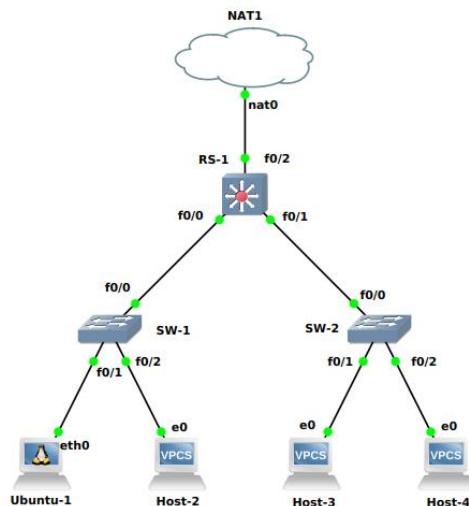 NAT1
nat0
RS-1
f0/2
f0/0
f0/1
f0/0
f0/0
SW-1
SW-2
f0/1
f0/2
f0/1
f0/2
eth0
e0
e0
e0
VPCS
VPCS
VPCS
Ubuntu-1
Host-2
Host-3
Host-4